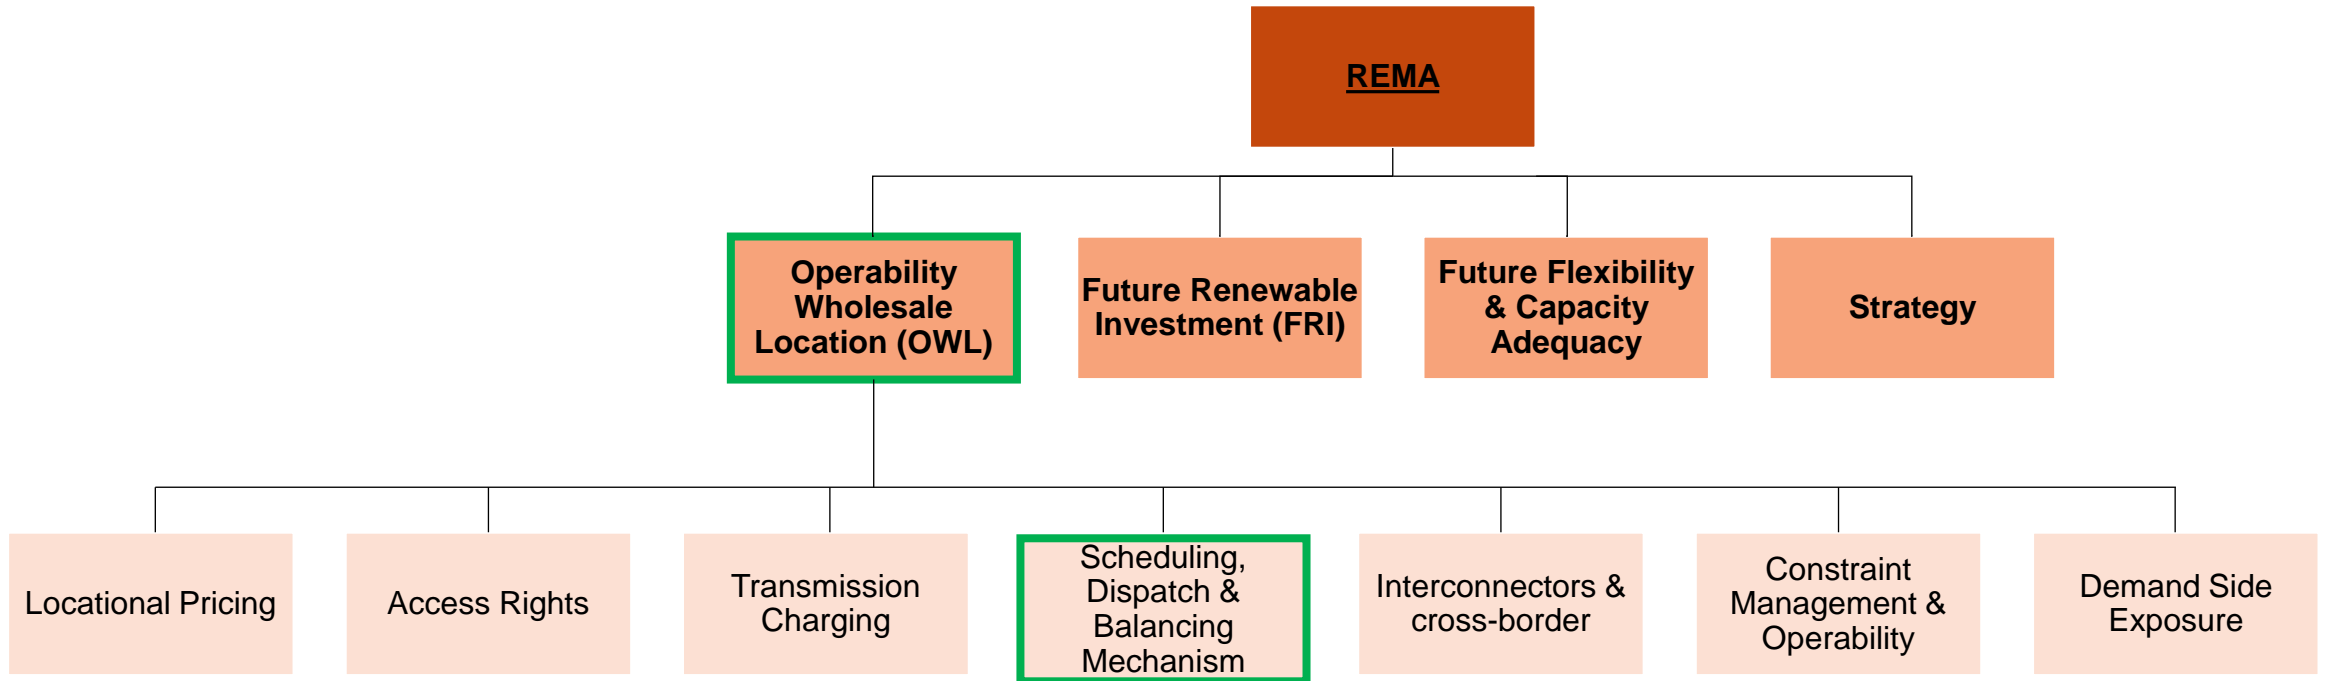 REMA
Operability
Wholesale
Location (OWL)
Future Renewable
Investment (FRI)
Future Flexibility
& Capacity
Adequacy
Strategy
Locational Pricing
Access Rights
Transmission
Charging
Scheduling,
Dispatch &
Balancing
Mechanism
Interconnectors &
cross-border
Constraint
Management &
Operability
Demand Side
Exposure